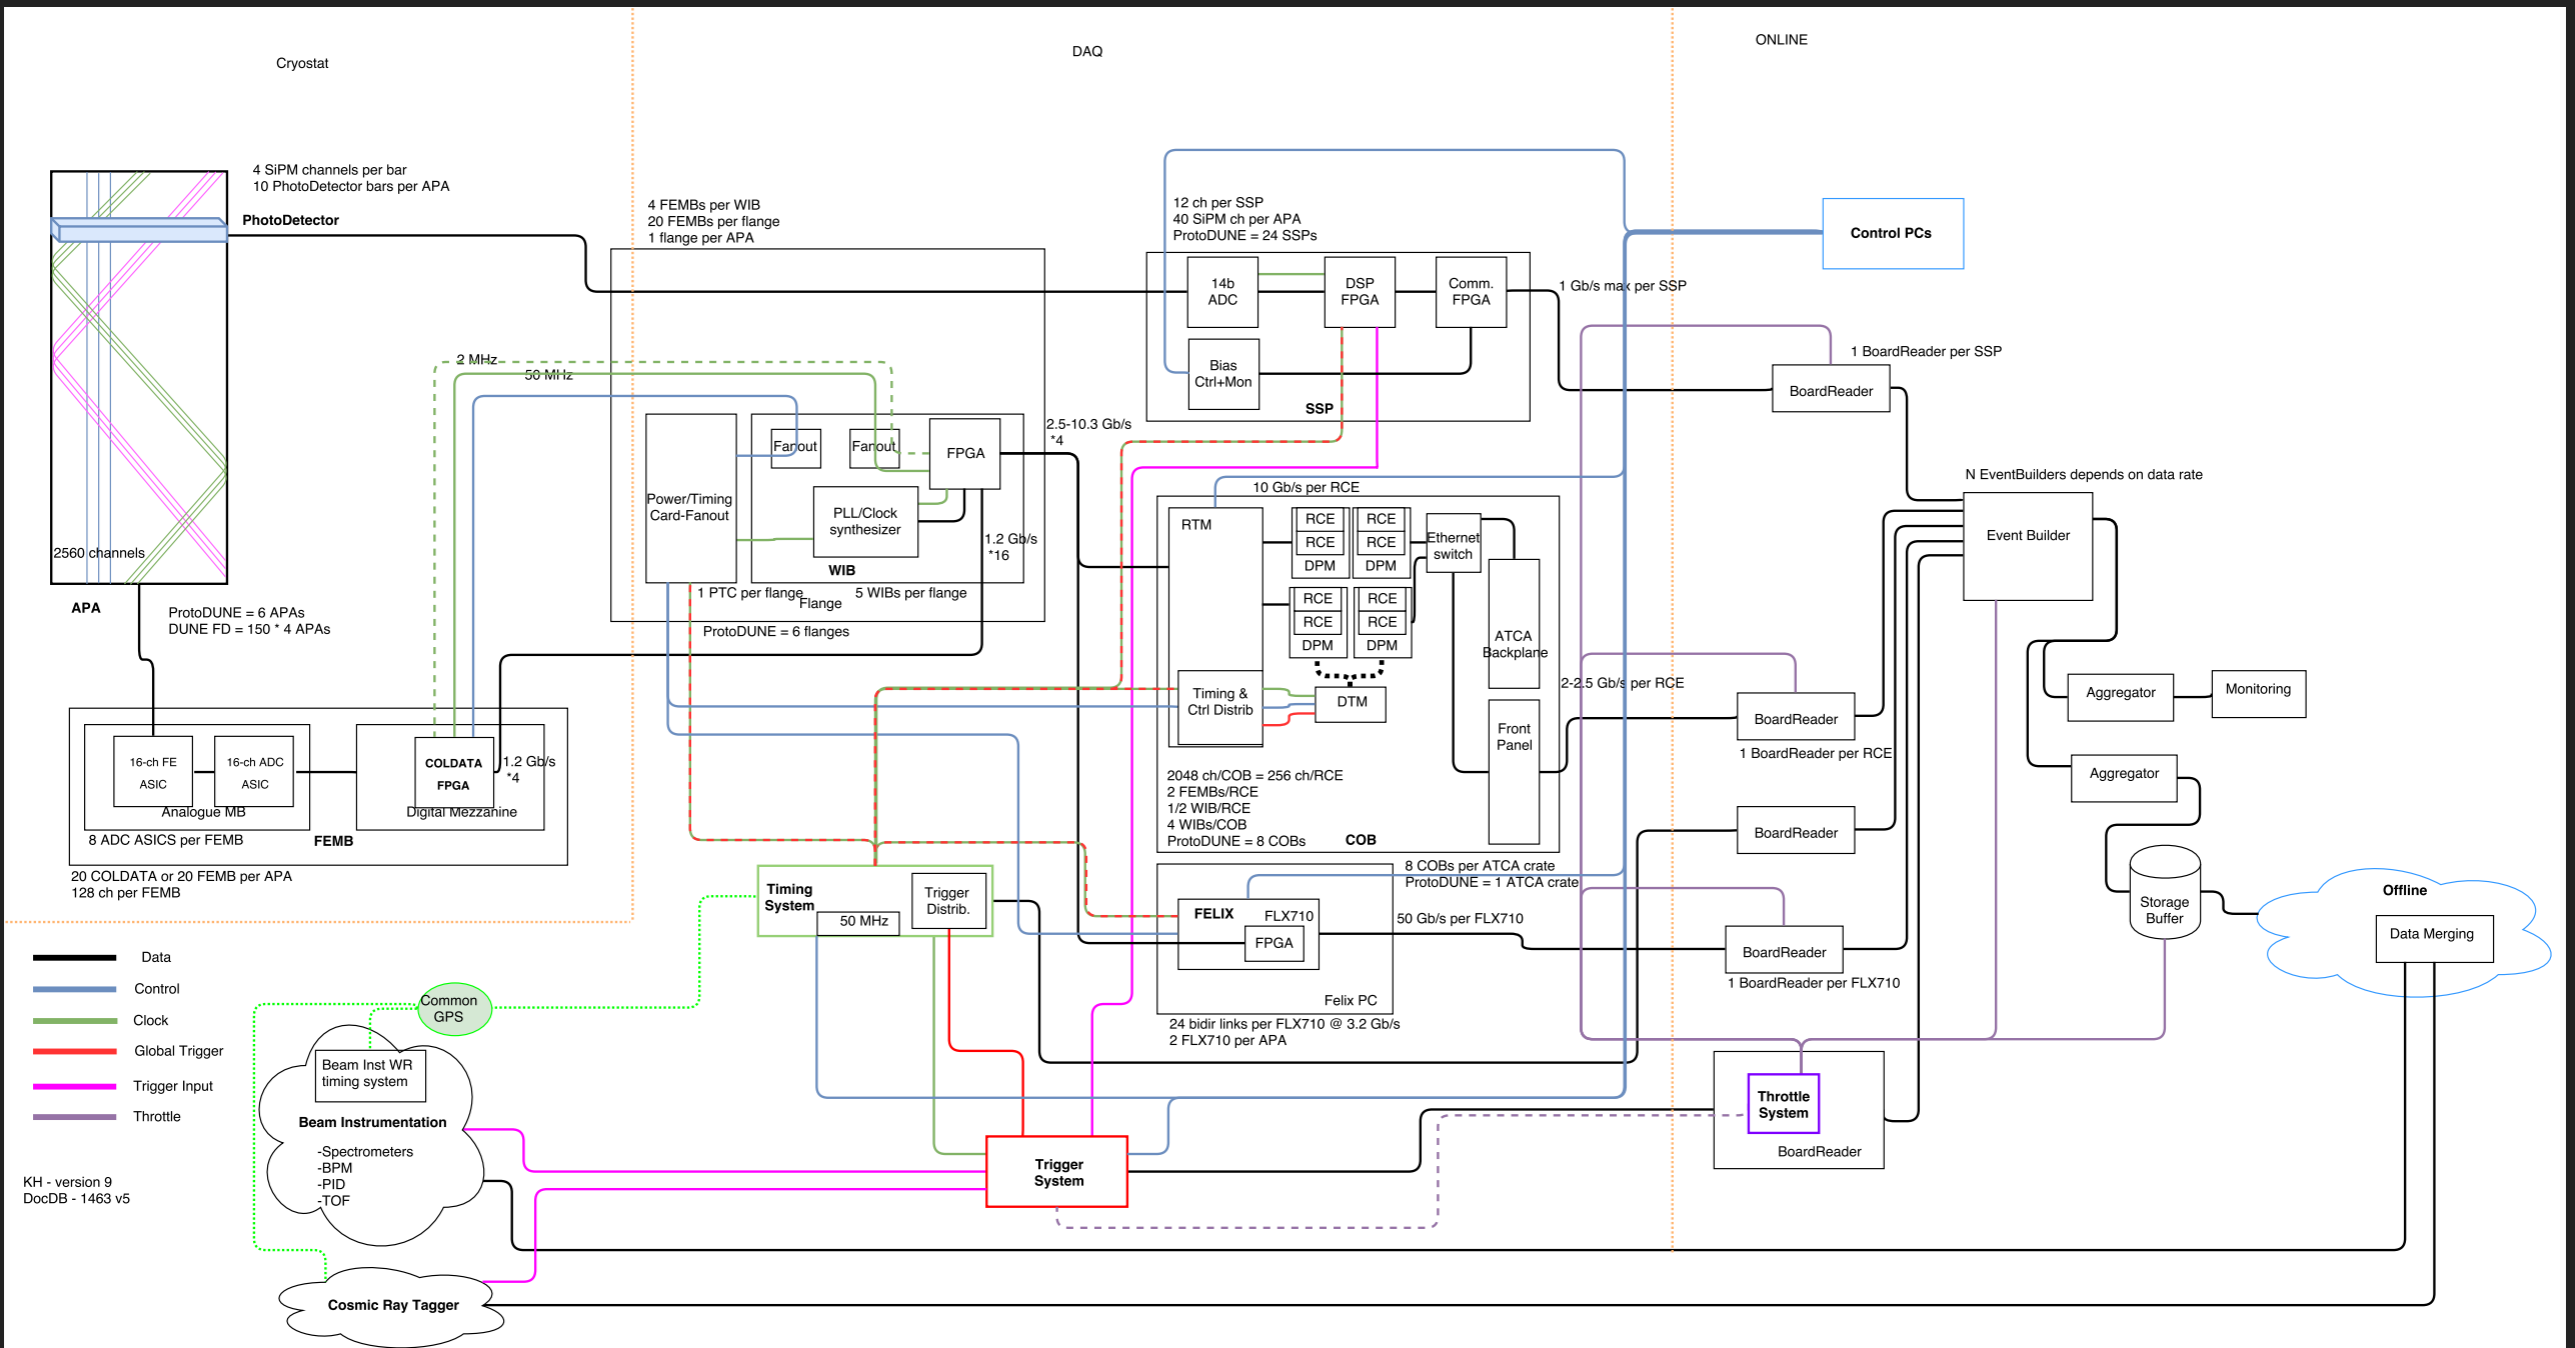 Cryostat
DAQ
ONLINE
4 SiPM channels per bar
10 PhotoDetector bars per APA
PhotoDetector
2560 channels
APA
ProtoDUNE = 6 APAs
DUNE FD = 150 * 4 APAs
2 MHz
50 MHz
16-ch FE
ASIC
16-ch ADC
ASIC
Analogue MB
COLDATA
FPGA
1.2 Gb/s
*4
Digital Mezzanine
8 ADC ASICS per FEMB
FEMB
20 COLDATA or 20 FEMB per APA
128 ch per FEMB
4 FEMBs per WIB
20 FEMBs per flange
1 flange per APA
Fanout
Fanout
FPGA
Power/Timing
Card-Fanout
PLL/Clock
synthesizer
WIB
2.5-10.3 Gb/s
*4
1.2 Gb/s
*16
1 PTC per flange
Flange
5 WIBs per flange
ProtoDUNE = 6 flanges
12 ch per SSP
40 SiPM ch per APA
ProtoDUNE = 24 SSPs
14b
ADC
DSP
FPGA
Comm.
FPGA
Bias
Ctrl+Mon
SSP
1 Gb/s max per SSP
10 Gb/s per RCE
RTM
RCE
RCE
DPM
RCE
RCE
DPM
RCE
RCE
DPM
RCE
RCE
DPM
Ethernet
switch
ATCA
Backplane
Timing &
Ctrl Distrib
DTM
Front
Panel
2-2.5 Gb/s per RCE
2048 ch/COB = 256 ch/RCE
2 FEMBs/RCE
1/2 WIB/RCE
4 WIBs/COB
ProtoDUNE = 8 COBs
COB
8 COBs per ATCA crate
ProtoDUNE = 1 ATCA crate
FELIX
FLX710
FPGA
50 Gb/s per FLX710
Felix PC
24 bidir links per FLX710 @ 3.2 Gb/s
2 FLX710 per APA
Timing
System
50 MHz
Trigger
Distrib.
Control PCs
1 BoardReader per SSP
BoardReader
N EventBuilders depends on data rate
Event Builder
BoardReader
1 BoardReader per RCE
BoardReader
BoardReader
1 BoardReader per FLX710
Aggregator
Monitoring
Aggregator
Storage
Buffer
Offline
Data Merging
Throttle
System
BoardReader
Trigger
System
Data
Control
Clock
Global Trigger
Trigger Input
Throttle
KH - version 9
DocDB - 1463 v5
Common
GPS
Beam Inst WR
timing system
Beam Instrumentation
-Spectrometers
-BPM
-PID
-TOF
Cosmic Ray Tagger